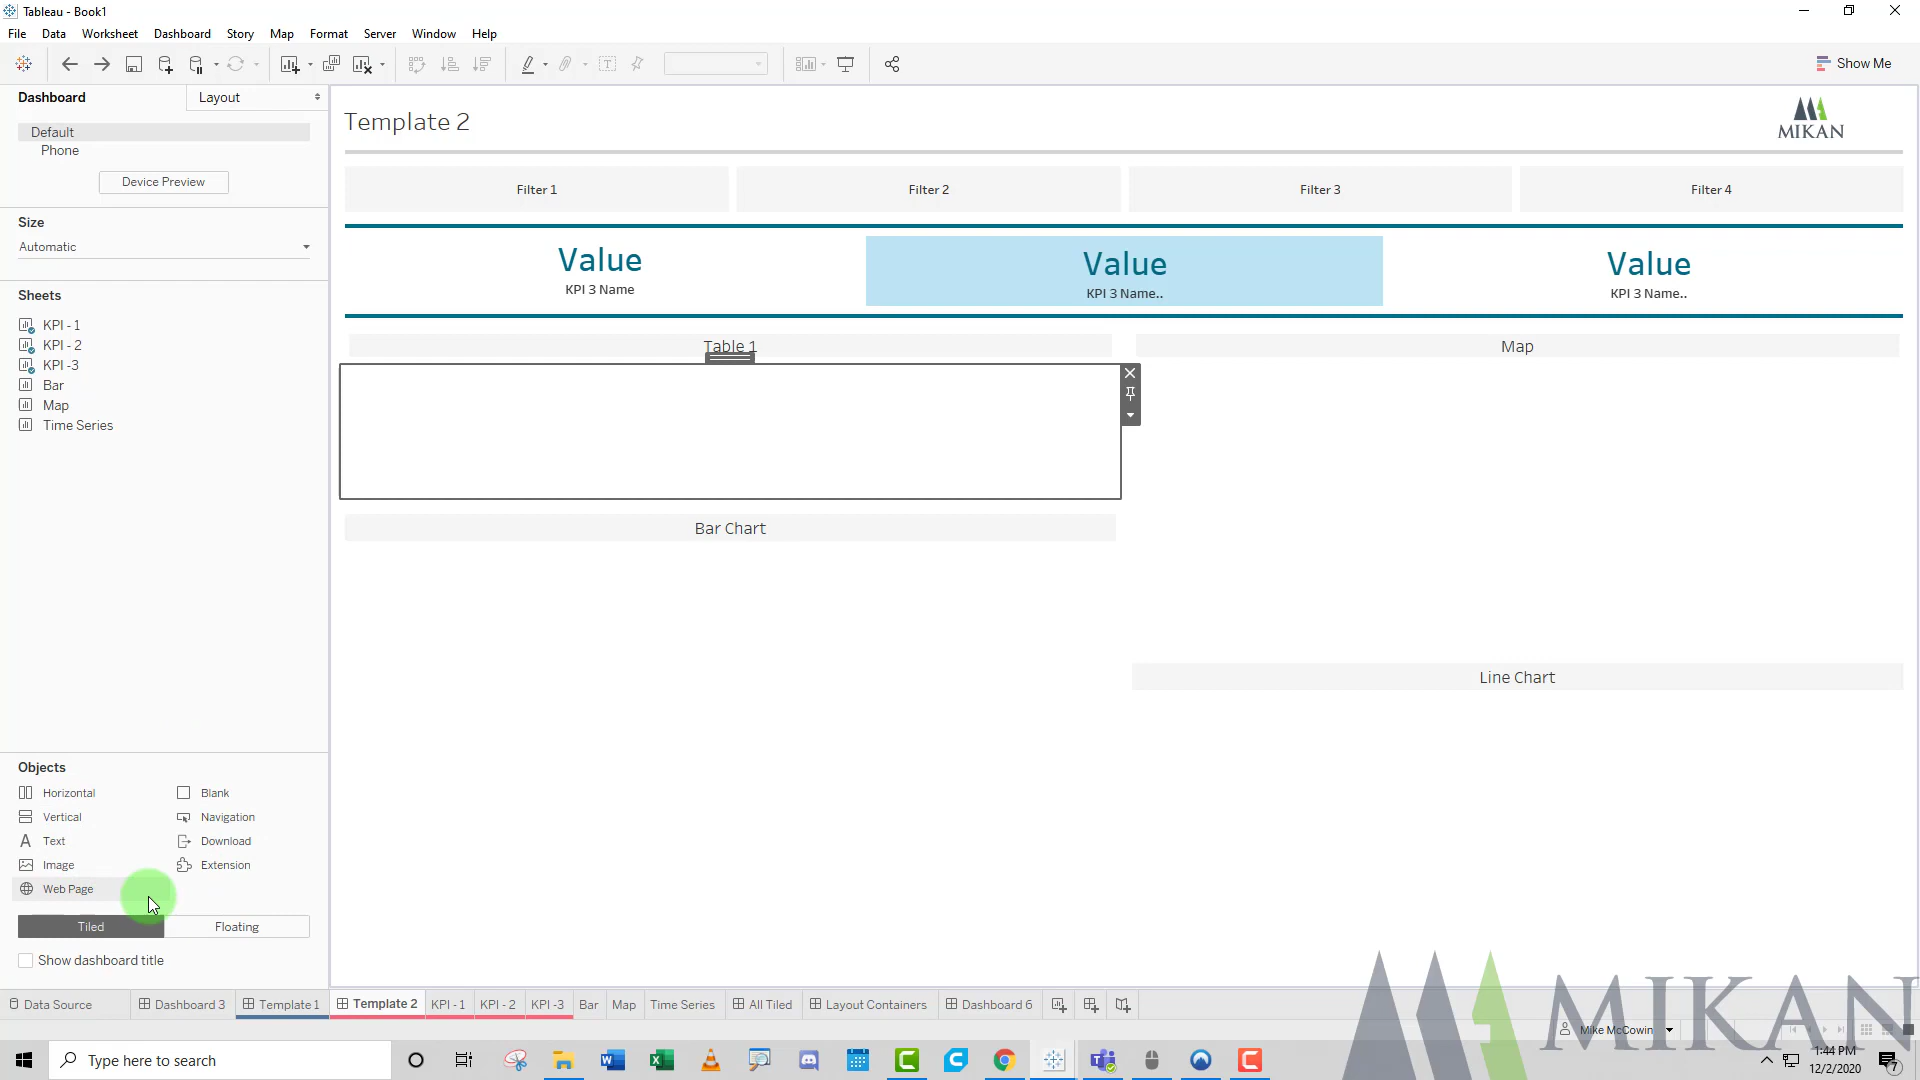 Tableau - Book1
File Data Worksheet Dashboard Story Map Format Server Window Help
Show Me
Dashboard
Layout
Default
Phone
Device Preview
Size
Automatic
Sheets
KPI - 1
KPI - 2
KPI -3
Bar
Map
Time Series
Objects
Horizontal
Blank
Vertical
Navigation
Text
Download
Image
Extension
Web Page
Tiled
Floating
Show dashboard title
Template 2
MIKAN
Filter 1
Filter 2
Filter 3
Filter 4
Value
KPI 3 Name
Value
KPI 3 Name..
Value
KPI 3 Name..
Table 1
Map
Bar Chart
Line Chart
Data Source
Dashboard 3
Template 1
Template 2
KPI - 1
KPI - 2
KPI -3
Bar
Map
Time Series
All Tiled
Layout Containers
Dashboard 6
MIKAN
Mike McCowin
Type here to search
1:44 PM
12/2/2020
7